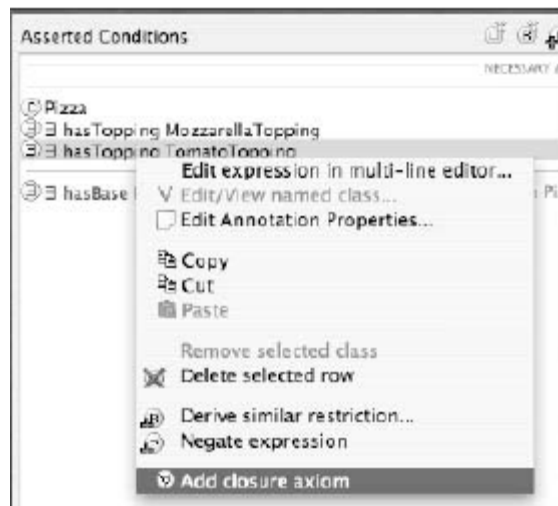 Asserted Conditions
NECESSARY
Pizza
∃ hasTopping MozzarellaTopping
∃ hasTopping TomatoTopping
∃ hasBase
Edit expression in multi-line editor...
Edit/View named class...
Edit Annotation Properties...
Copy
Cut
Paste
Remove selected class
Delete selected row
Derive similar restriction...
Negate expression
Add closure axiom